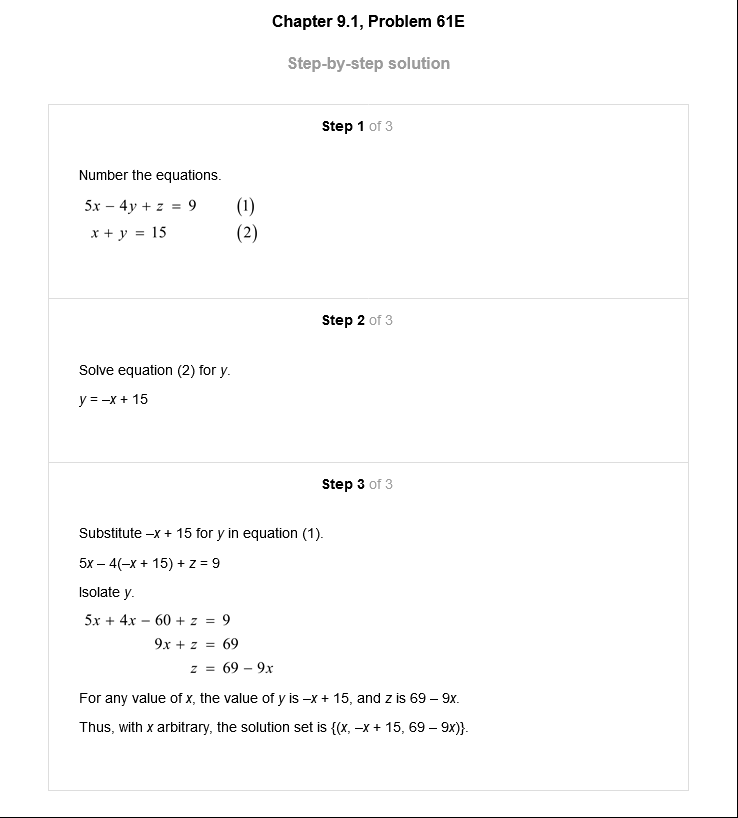 Chapter 9.1, Problem 61E
Step-by-step solution
Step 1 of 3
Number the equations.
5x − 4y + z = 9 (1)
x + y = 15 (2)
Step 2 of 3
Solve equation (2) for y.
y = –x + 15
Step 3 of 3
Substitute –x + 15 for y in equation (1).
5x – 4(–x + 15) + z = 9
Isolate y.
5x + 4x − 60 + z = 9
9x + z = 69
z = 69 − 9x
For any value of x, the value of y is –x + 15, and z is 69 – 9x.
Thus, with x arbitrary, the solution set is {(x, –x + 15, 69 – 9x)}.